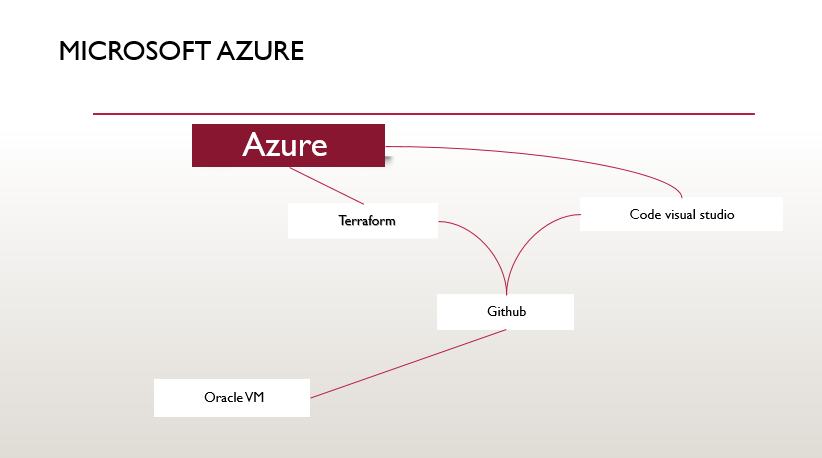 MICROSOFT AZURE
Azure
Terraform
Code visual studio
Github
Oracle VM